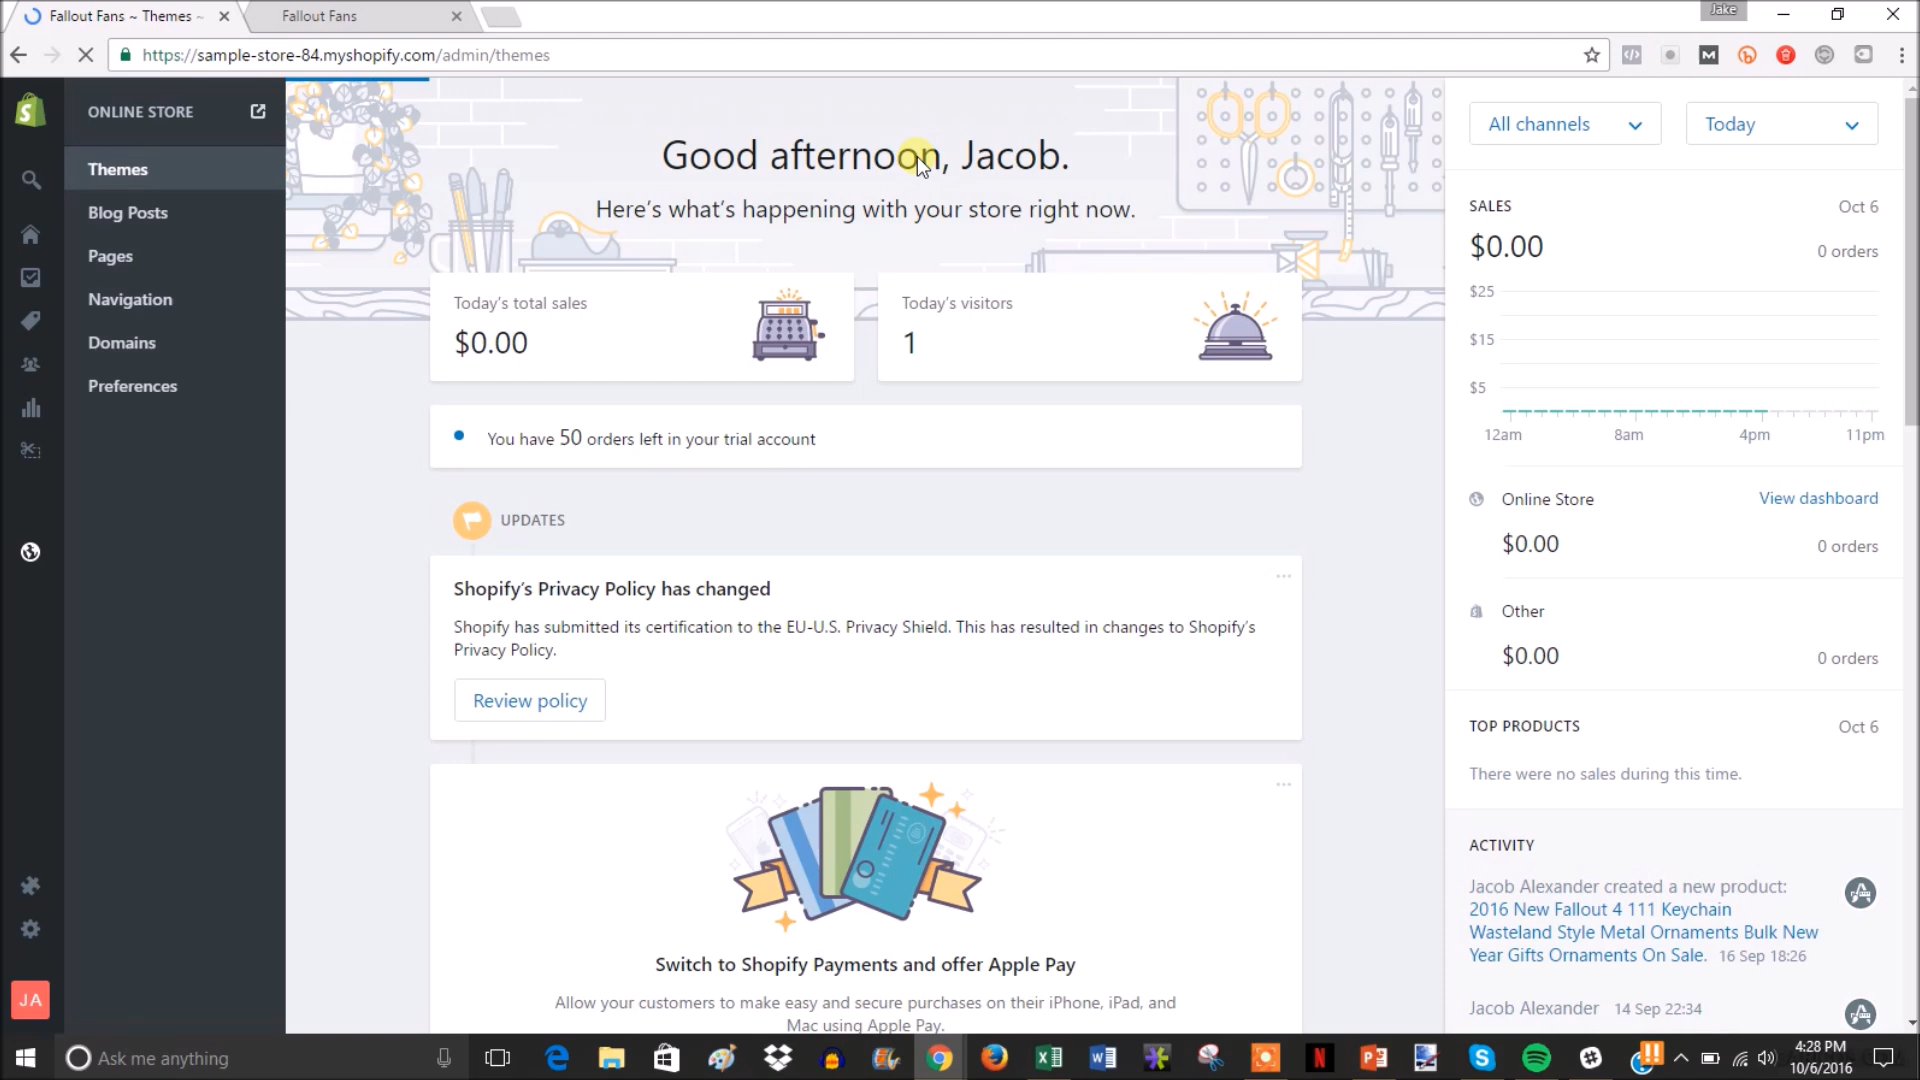 Fallout Fans ~ Themes ~
Fallout Fans
Jake
https://sample-store-84.myshopify.com/admin/themes
ONLINE STORE
Themes
Blog Posts
Pages
Navigation
Domains
Preferences
JA
Good afternoon, Jacob.
Here's what's happening with your store right now.
Today's total sales
$0.00
Today's visitors
1
You have 50 orders left in your trial account
UPDATES
Shopify's Privacy Policy has changed
Shopify has submitted its certification to the EU-U.S. Privacy Shield. This has resulted in changes to Shopify's
Privacy Policy.
Review policy
Switch to Shopify Payments and offer Apple Pay
Allow your customers to make easy and secure purchases on their iPhone, iPad, and
Mac using Apple Pay.
All channels
Today
SALES
Oct 6
$0.00
0 orders
$25
$15
$5
12am
8am
4pm
11pm
Online Store
View dashboard
$0.00
0 orders
Other
$0.00
0 orders
TOP PRODUCTS
Oct 6
There were no sales during this time.
ACTIVITY
Jacob Alexander created a new product:
2016 New Fallout 4 111 Keychain
Wasteland Style Metal Ornaments Bulk New
Year Gifts Ornaments On Sale. 16 Sep 18:26
Jacob Alexander 14 Sep 22:34
Ask me anything
4:28 PM
10/6/2016